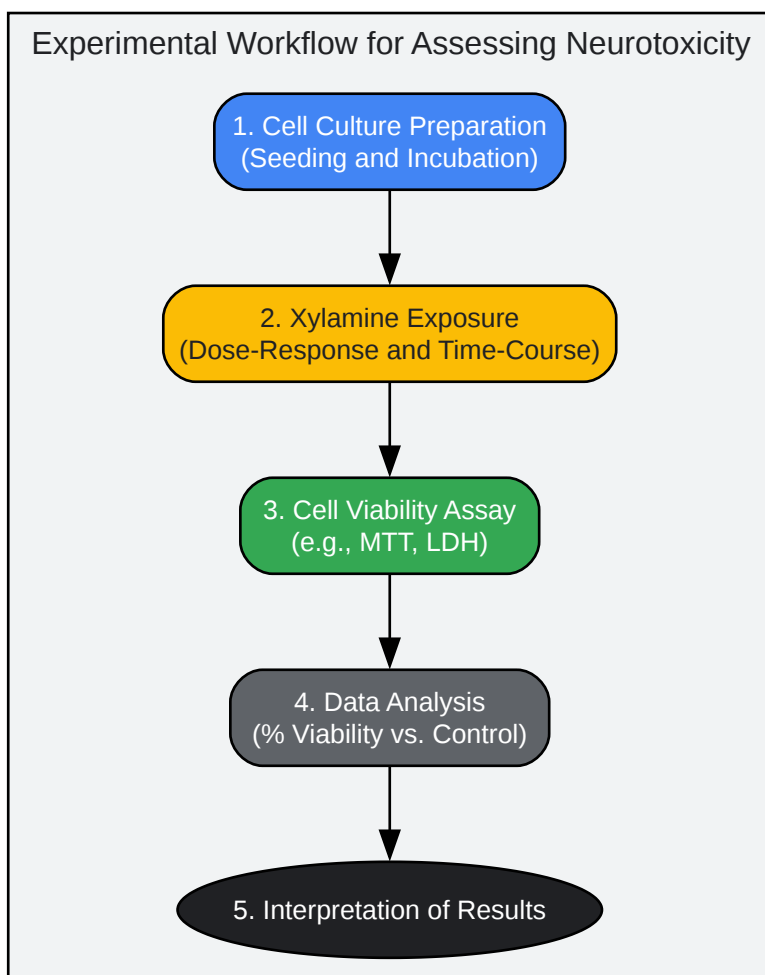 Experimental Workflow for Assessing Neurotoxicity
1. Cell Culture Preparation
(Seeding and Incubation)
2. Xylamine Exposure
(Dose-Response and Time-Course)
3. Cell Viability Assay
(e.g., MTT, LDH)
4. Data Analysis
(% Viability vs. Control)
5. Interpretation of Results